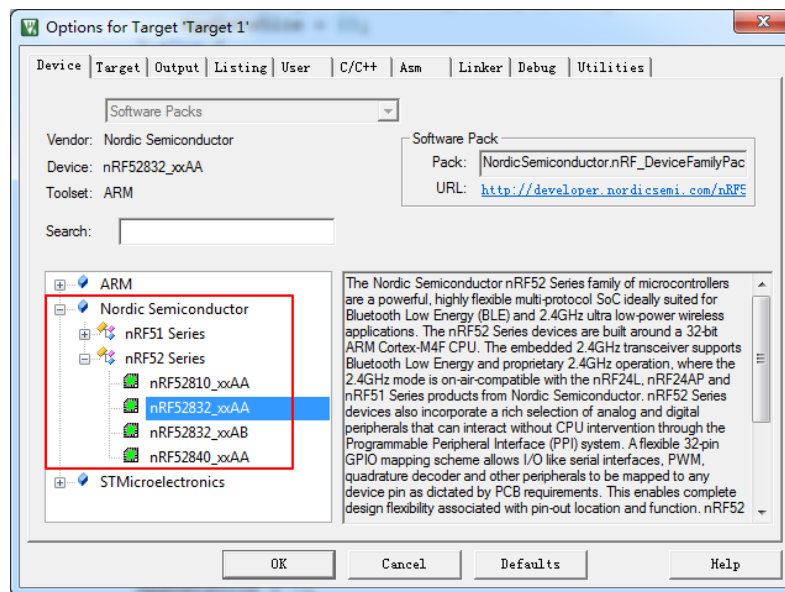 Options for Target 'Target 1'
Device Target Output Listing User C/C++ Asm Linker Debug Utilities
Software Packs
Vendor: Nordic Semiconductor
Device: nRF52832_xxAA
Toolset: ARM
Search:
Software Pack
Pack: NordicSemiconductor.nRF_DeviceFamilyPac
URL: http://developer.nordicsemi.com/nRF5
ARM
Nordic Semiconductor
nRF51 Series
nRF52 Series
nRF52810_xxAA
nRF52832_xxAA
nRF52832_xxAB
nRF52840_xxAA
STMicroelectronics
The Nordic Semiconductor nRF52 Series family of microcontrollers
are a powerful, highly flexible multi-protocol SoC ideally suited for
Bluetooth Low Energy (BLE) and 2.4GHz ultra low-power wireless
applications. The nRF52 Series devices are built around a 32-bit
ARM Cortex-M4F CPU. The embedded 2.4GHz transceiver supports
Bluetooth Low Energy and proprietary 2.4GHz operation, where the
2.4GHz mode is on-air-compatible with the nRF24L, nRF24AP and
nRF51 Series products from Nordic Semiconductor. nRF52 Series
devices also incorporate a rich selection of analog and digital
peripherals that can interact without CPU intervention through the
Programmable Peripheral Interface (PPI) system. A flexible 32-pin
GPIO mapping scheme allows I/O like serial interfaces, PWM,
quadrature decoder and other peripherals to be mapped to any
device pin as dictated by PCB requirements. This enables complete
design flexibility associated with pin-out location and function. nRF52
OK Cancel Defaults Help